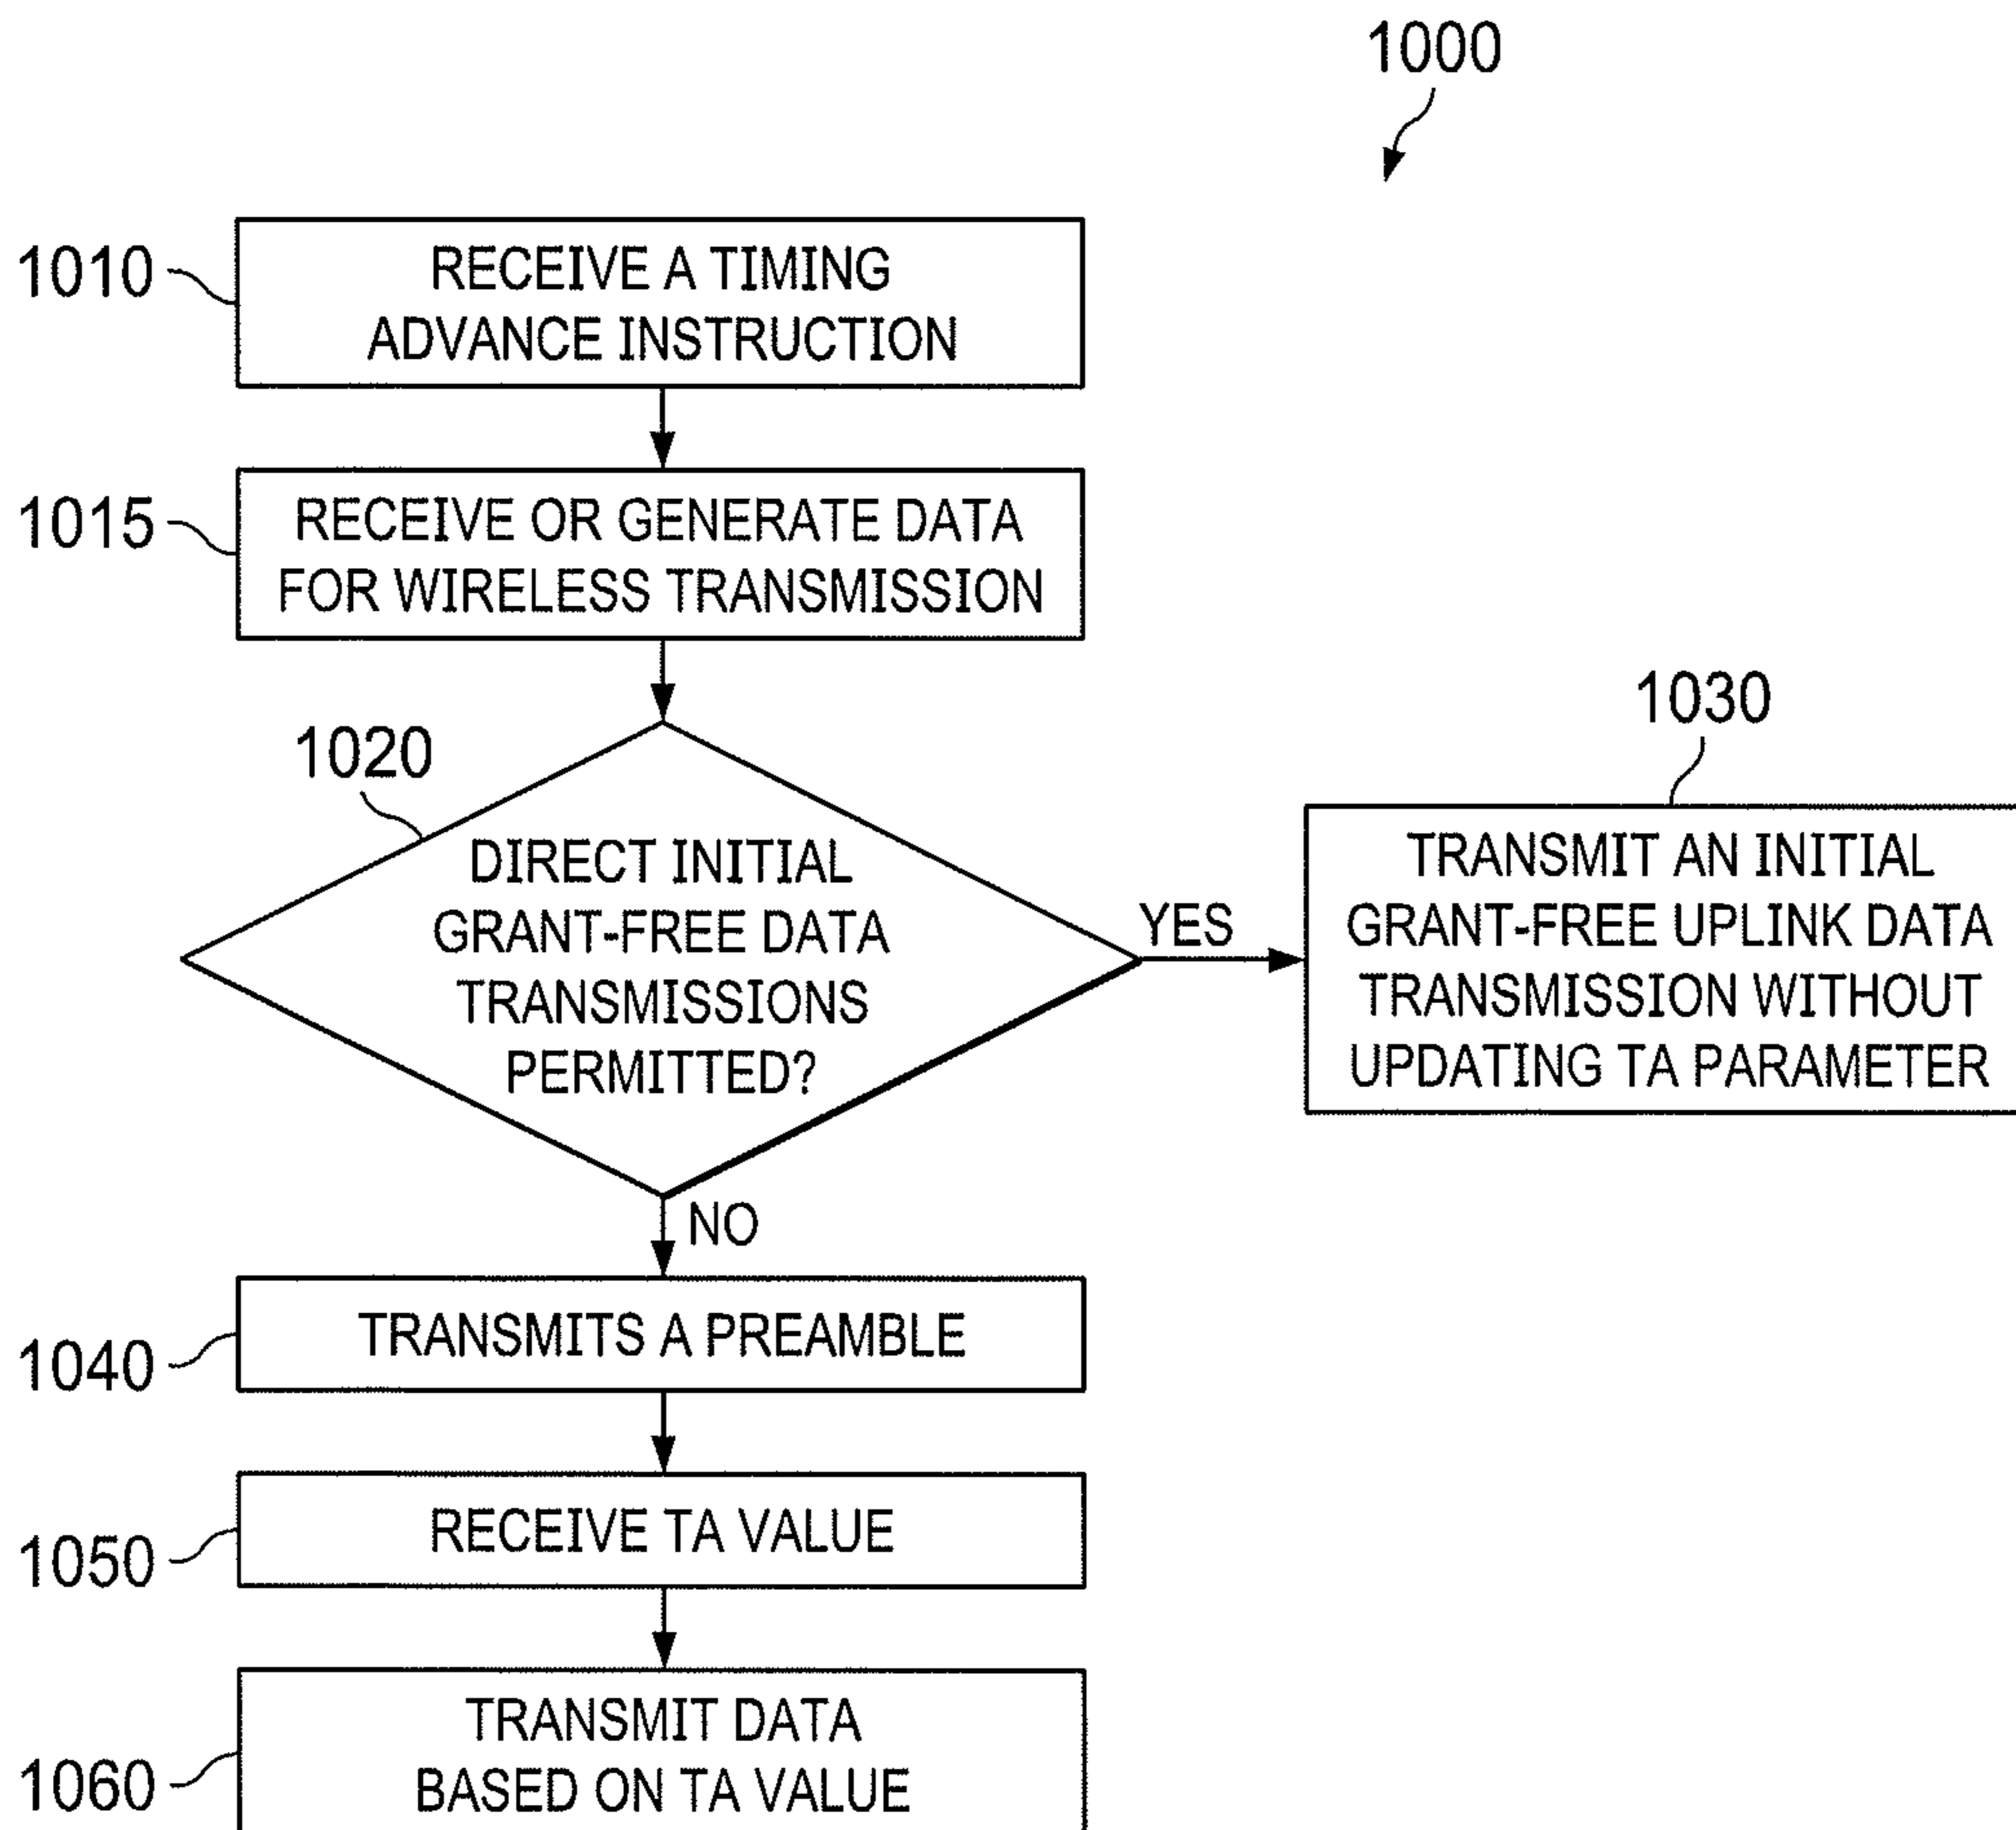 1000
1010
RECEIVE A TIMING
ADVANCE INSTRUCTION
1015
RECEIVE OR GENERATE DATA
FOR WIRELESS TRANSMISSION
1020
DIRECT INITIAL
GRANT-FREE DATA
TRANSMISSIONS
PERMITTED?
YES
1030
TRANSMIT AN INITIAL
GRANT-FREE UPLINK DATA
TRANSMISSION WITHOUT
UPDATING TA PARAMETER
NO
1040
TRANSMITS A PREAMBLE
1050
RECEIVE TA VALUE
1060
TRANSMIT DATA
BASED ON TA VALUE